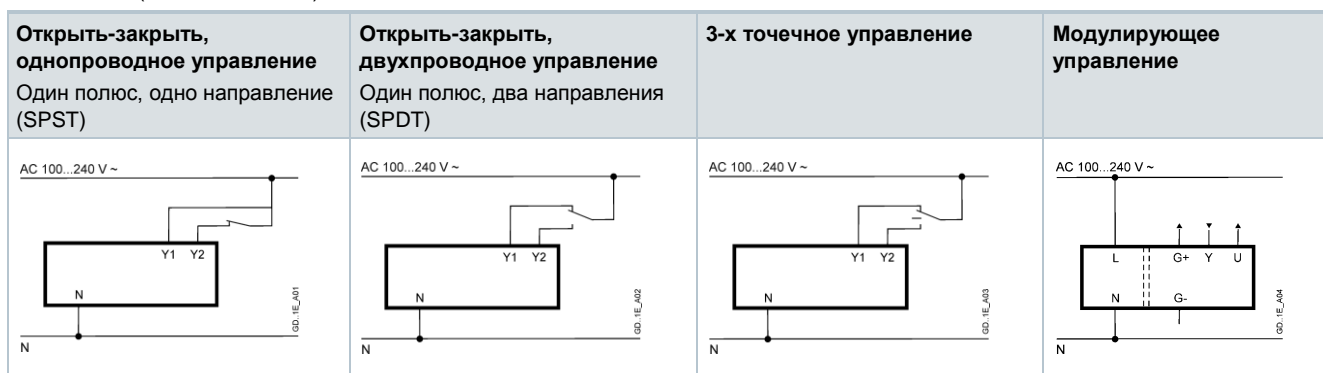 Открыть-закрыть,
однопроводное управление
Один полюс, одно направление
(SPST)
Открыть-закрыть,
двухпроводное управление
Один полюс, два направления
(SPDT)
3-х точечное управление
Модулирующее
управление
AC 100...240 V ~
Y1 Y2
N
N
GD..1E_A01
AC 100...240 V ~
Y1 Y2
N
N
GD..1E_A02
AC 100...240 V ~
Y1 Y2
N
N
GD..1E_A03
AC 100...240 V ~
L G+ Y U
N G-
N
GD..1E_A04